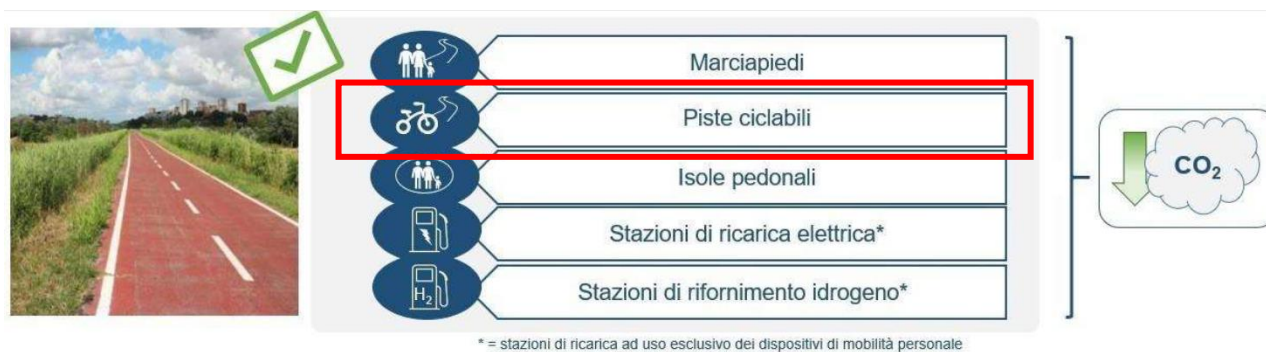 Marciapiedi
Piste ciclabili
Isole pedonali
Stazioni di ricarica elettrica*
H2
Stazioni di rifornimento idrogeno*
CO2
* = stazioni di ricarica ad uso esclusivo dei dispositivi di mobilità personale